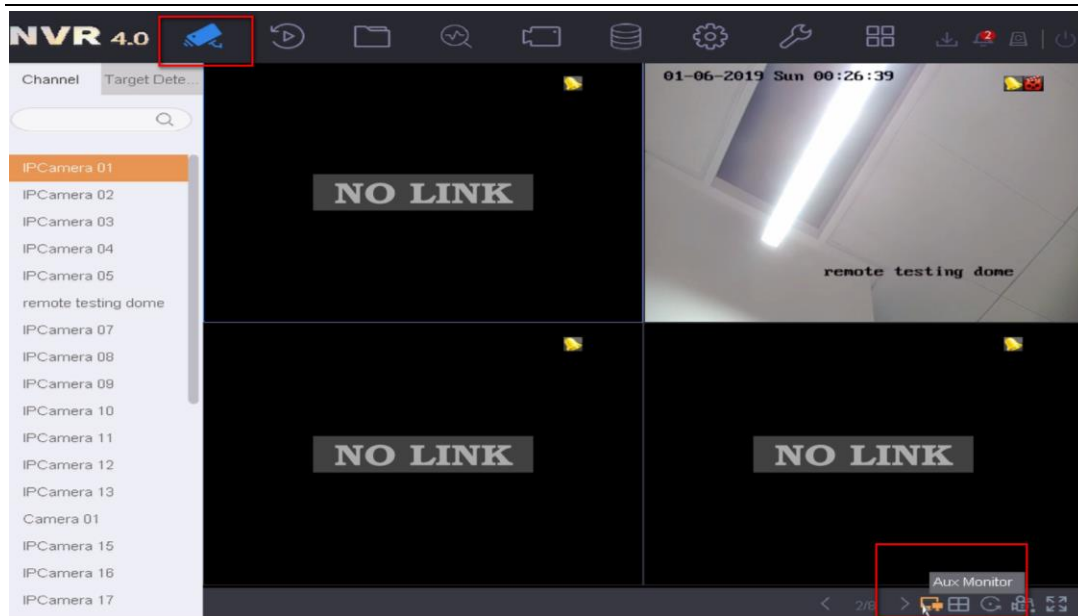 NVR 4.0
2
Channel
Target Dete...
01-06-2019 Sun 00:26:39
IPCamera 01
IPCamera 02
IPCamera 03
IPCamera 04
IPCamera 05
remote testing dome
IPCamera 07
IPCamera 08
IPCamera 09
IPCamera 10
IPCamera 11
IPCamera 12
IPCamera 13
Camera 01
IPCamera 15
IPCamera 16
IPCamera 17
NO LINK
remote testing dome
NO LINK
NO LINK
Aux Monitor
2/8